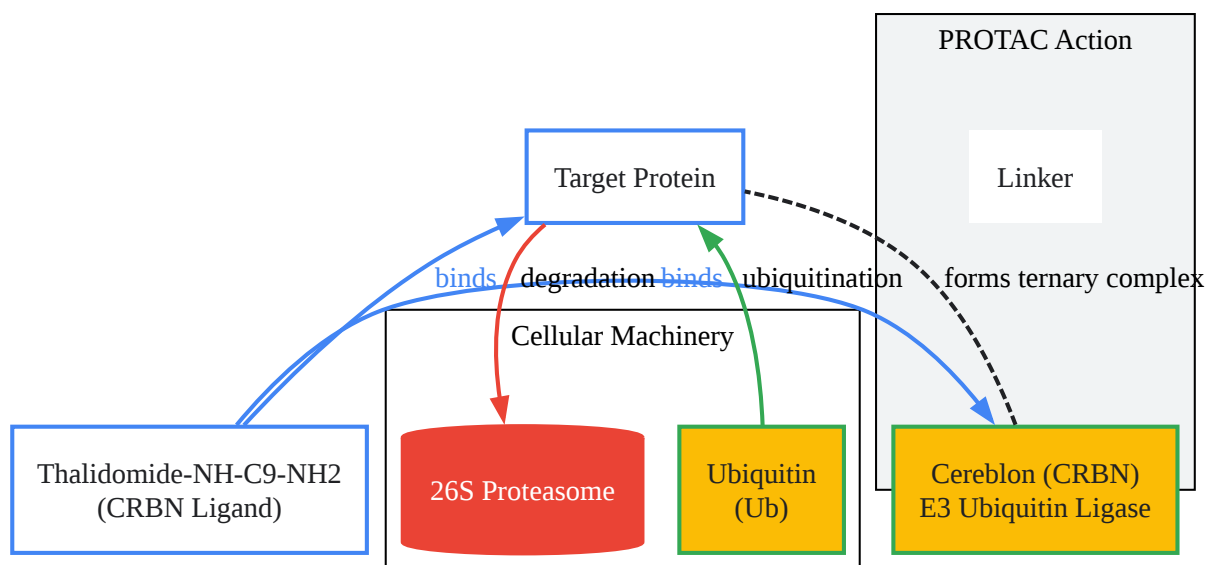 PROTAC Action
Target Protein
Linker
binds
degradation
binds
ubiquitination
forms ternary complex
Cellular Machinery
Thalidomide-NH-C9-NH2
(CRBN Ligand)
26S Proteasome
Ubiquitin
(Ub)
Cereblon (CRBN)
E3 Ubiquitin Ligase